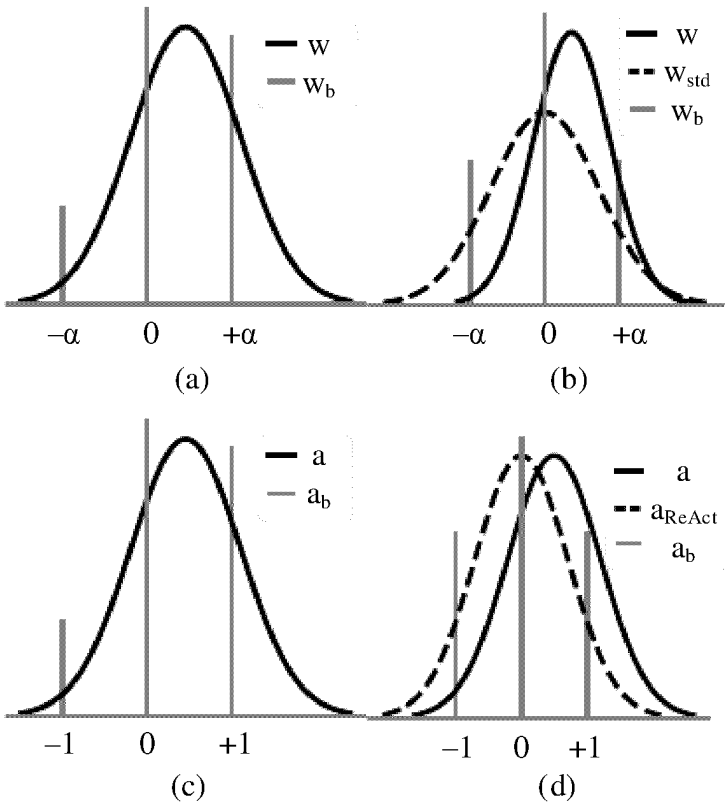 w
w_b
−α 0 +α
(a)
w
w_std
w_b
−α 0 +α
(b)
a
a_b
−1 0 +1
(c)
a
a_ReAct
a_b
−1 0 +1
(d)